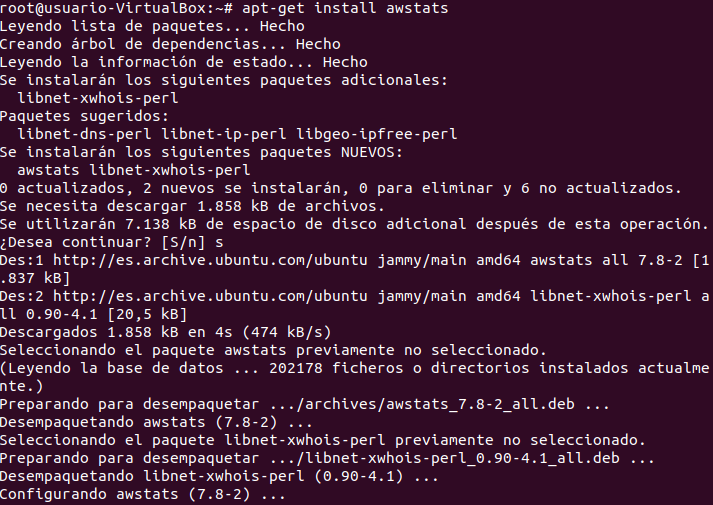 root@usuario-VirtualBox:~# apt-get install awstats
Leyendo lista de paquetes... Hecho
Creando árbol de dependencias... Hecho
Leyendo la información de estado... Hecho
Se instalarán los siguientes paquetes adicionales:
  libnet-xwhois-perl
Paquetes sugeridos:
  libnet-dns-perl libnet-ip-perl libgeo-ipfree-perl
Se instalarán los siguientes paquetes NUEVOS:
  awstats libnet-xwhois-perl
0 actualizados, 2 nuevos se instalarán, 0 para eliminar y 6 no actualizados.
Se necesita descargar 1.858 kB de archivos.
Se utilizarán 7.138 kB de espacio de disco adicional después de esta operación.
¿Desea continuar? [S/n] s
Des:1 http://es.archive.ubuntu.com/ubuntu jammy/main amd64 awstats all 7.8-2 [1
.837 kB]
Des:2 http://es.archive.ubuntu.com/ubuntu jammy/main amd64 libnet-xwhois-perl a
ll 0.90-4.1 [20,5 kB]
Descargados 1.858 kB en 4s (474 kB/s)
Seleccionando el paquete awstats previamente no seleccionado.
(Leyendo la base de datos ... 202178 ficheros o directorios instalados actualme
nte.)
Preparando para desempaquetar .../archives/awstats_7.8-2_all.deb ...
Desempaquetando awstats (7.8-2) ...
Seleccionando el paquete libnet-xwhois-perl previamente no seleccionado.
Preparando para desempaquetar .../libnet-xwhois-perl_0.90-4.1_all.deb ...
Desempaquetando libnet-xwhois-perl (0.90-4.1) ...
Configurando awstats (7.8-2) ...